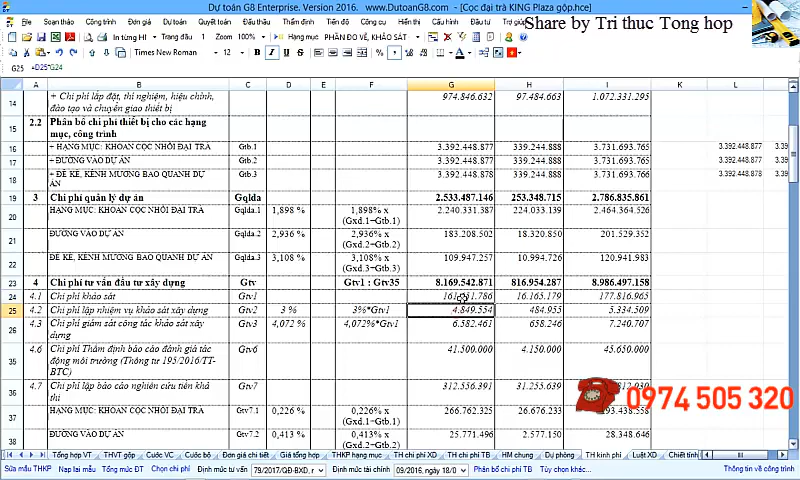 Dự toán G8 Enterprise. Version 2016. www.DutoanG8.com - [Cọc đại trà KING Plaza gộp.hce]
File Soạn thảo Công trình Đơn giá Dự toán Quyết toán Đấu thầu Thẩm định Tiện ích Công cụ Hiển thị Cấu hình Đầu tư Trợ giúp
Share by Tri thuc Tong hop
In từng HI Trang đầu 1 Zoom 100% Hạng mục: PHÂN ĐO VẼ, KHẢO SÁT
Times New Roman 12 B I U
G25 =D25*G24
A B C D E F G H I K L
14 + Chi phí lắp đặt, thí nghiệm, hiệu chỉnh, đào tạo và chuyển giao thiết bị 974.846.632 97.484.663 1.072.331.295
15 2.2 Phân bổ chi phí thiết bị cho các hạng mục, công trình
16 + HẠNG MỤC: KHOAN CỌC NHỒI ĐẠI TRÀ Gtb.1 3.392.448.877 339.244.888 3.731.693.765 3.392.448.877 339.
17 + ĐƯỜNG VÀO DỰ ÁN Gtb.2 3.392.448.877 339.244.888 3.731.693.765 3.392.448.877 339.
18 + ĐÊ KÈ, KÊNH MƯƠNG BAO QUANH DỰ ÁN Gtb.3 3.392.448.878 339.244.888 3.731.693.766 3.392.448.878 339.
19 3 Chi phí quản lý dự án Gqlda 2.533.487.146 253.348.715 2.786.835.861
20 HẠNG MỤC: KHOAN CỌC NHỒI ĐẠI TRÀ Gqlda.1 1,898 % 1,898% x (Gxd.1+Gtb.1) 2.240.331.387 224.033.139 2.464.364.526
21 ĐƯỜNG VÀO DỰ ÁN Gqlda.2 2,936 % 2,936% x (Gxd.2+Gtb.2) 183.208.502 18.320.850 201.529.352
22 ĐÊ KÈ, KÊNH MƯƠNG BAO QUANH DỰ ÁN Gqlda.3 3,108 % 3,108% x (Gxd.3+Gtb.3) 109.947.257 10.994.726 120.941.983
23 4 Chi phí tư vấn đầu tư xây dựng Gtv Gtv1 : Gtv35 8.169.542.871 816.954.287 8.986.497.158
24 4.1 Chi phí khảo sát Gtv1 16.165.179 177.816.965
25 4.2 Chi phí lập nhiệm vụ khảo sát xây dựng Gtv2 3 % 3%*Gtv1 4.849.554 484.955 5.334.509
26 4.3 Chi phí giám sát công tác khảo sát xây dựng Gtv3 4,072 % 4,072%*Gtv1 6.582.461 658.246 7.240.707
35 4.6 Chi phí Thẩm định báo cáo đánh giá tác động môi trường (Thông tư 195/2016/TT-BTC) Gtv6 41.500.000 4.150.000 45.650.000
36 4.7 Chi phí lập báo cáo nghiên cứu tiền khả thi Gtv7 312.556.391 31.255.639
37 HẠNG MỤC: KHOAN CỌC NHỒI ĐẠI TRÀ Gtv7.1 0,226 % 0,226% x (Gxd.1+Gtb.1) 266.762.325 26.676.233 293.438.558
38 ĐƯỜNG VÀO DỰ ÁN Gtv7.2 0,413 % 0,413% x (Gxd.2+Gtb.2) 25.771.496 2.577.150 28.348.646
0974 505 320
Tổng hợp VT THVT gộp Cước VC Cước bộ Đơn giá chi tiết Giá tổng hợp THKP hạng mục TH chi phí XD TH chi phí TB HM chung Dự phòng TH kinh phí Luật XD Chiết tính
Sửa mẫu THKP Nạp lại mẫu Tổng mức ĐT Chọn chi phí Định mức tư vấn 79/2017/QĐ-BXD, r Định mức tài chính 09/2016, ngày 18/0 Phân bổ chi phí TB Tùy chọn khác... Thông tin về công trình